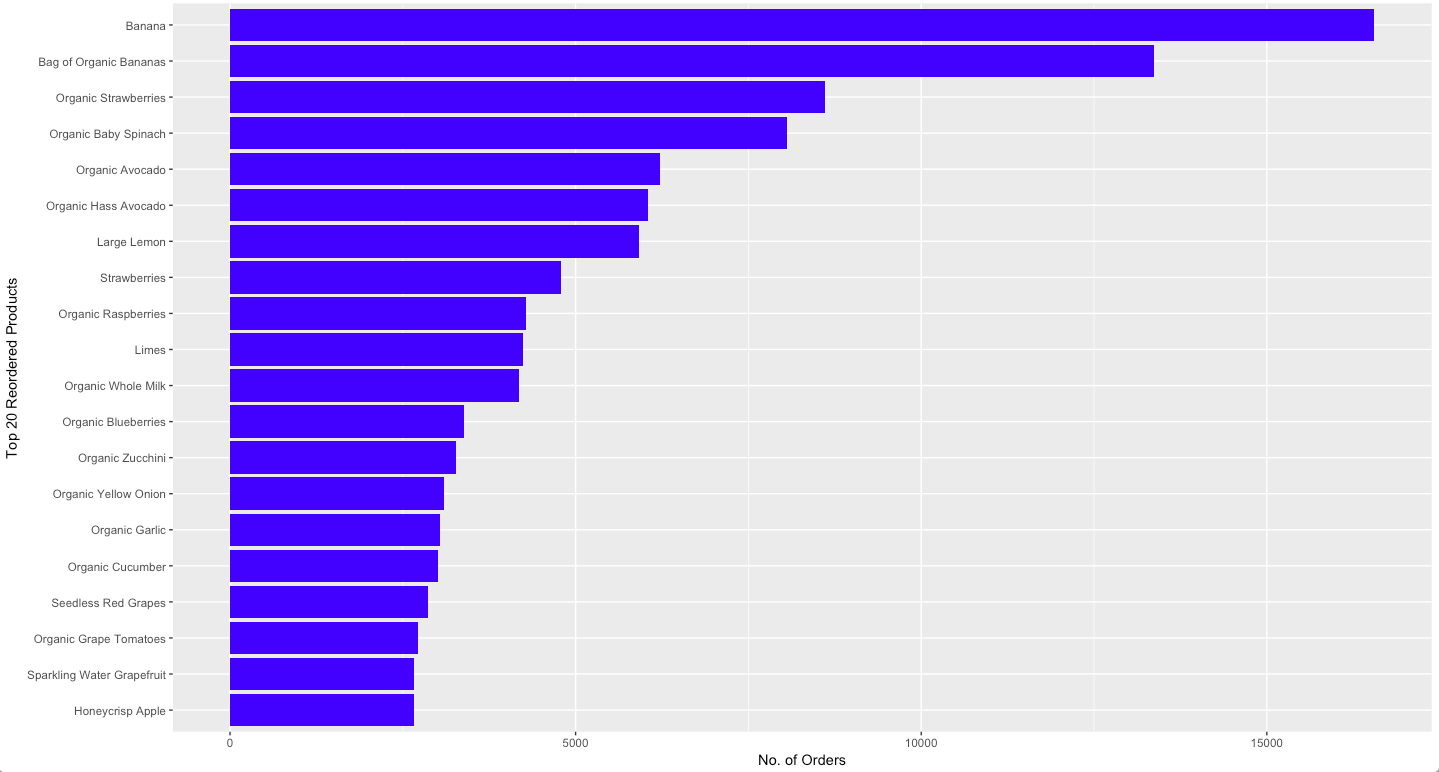 Top 20 Reordered Products
Banana
Bag of Organic Bananas
Organic Strawberries
Organic Baby Spinach
Organic Avocado
Organic Hass Avocado
Large Lemon
Strawberries
Organic Raspberries
Limes
Organic Whole Milk
Organic Blueberries
Organic Zucchini
Organic Yellow Onion
Organic Garlic
Organic Cucumber
Seedless Red Grapes
Organic Grape Tomatoes
Sparkling Water Grapefruit
Honeycrisp Apple
0 5000 10000 15000
No. of Orders